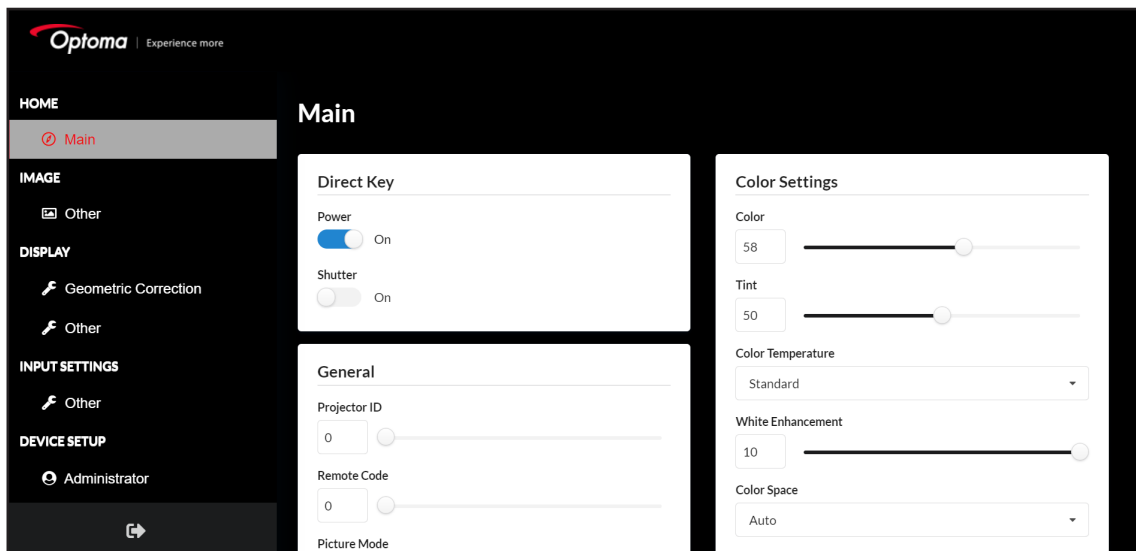 Optoma | Experience more
HOME
Main
IMAGE
Other
DISPLAY
Geometric Correction
Other
INPUT SETTINGS
Other
DEVICE SETUP
Administrator
Main
Direct Key
Power
On
Shutter
On
General
Projector ID
0
Remote Code
0
Picture Mode
Color Settings
Color
58
Tint
50
Color Temperature
Standard
White Enhancement
10
Color Space
Auto